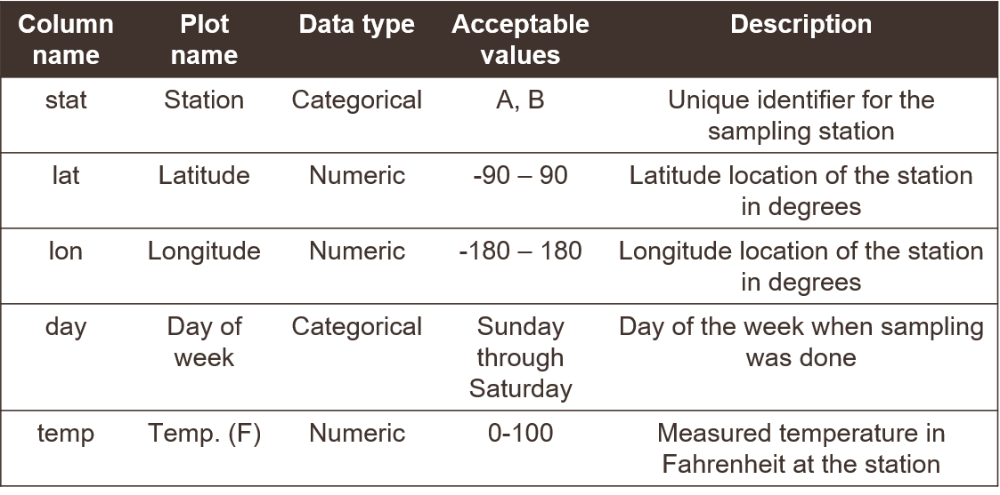 Column name Plot name Data type Acceptable values Description
stat Station Categorical A, B Unique identifier for the sampling station
lat Latitude Numeric -90 – 90 Latitude location of the station in degrees
lon Longitude Numeric -180 – 180 Longitude location of the station in degrees
day Day of week Categorical Sunday through Saturday Day of the week when sampling was done
temp Temp. (F) Numeric 0-100 Measured temperature in Fahrenheit at the station